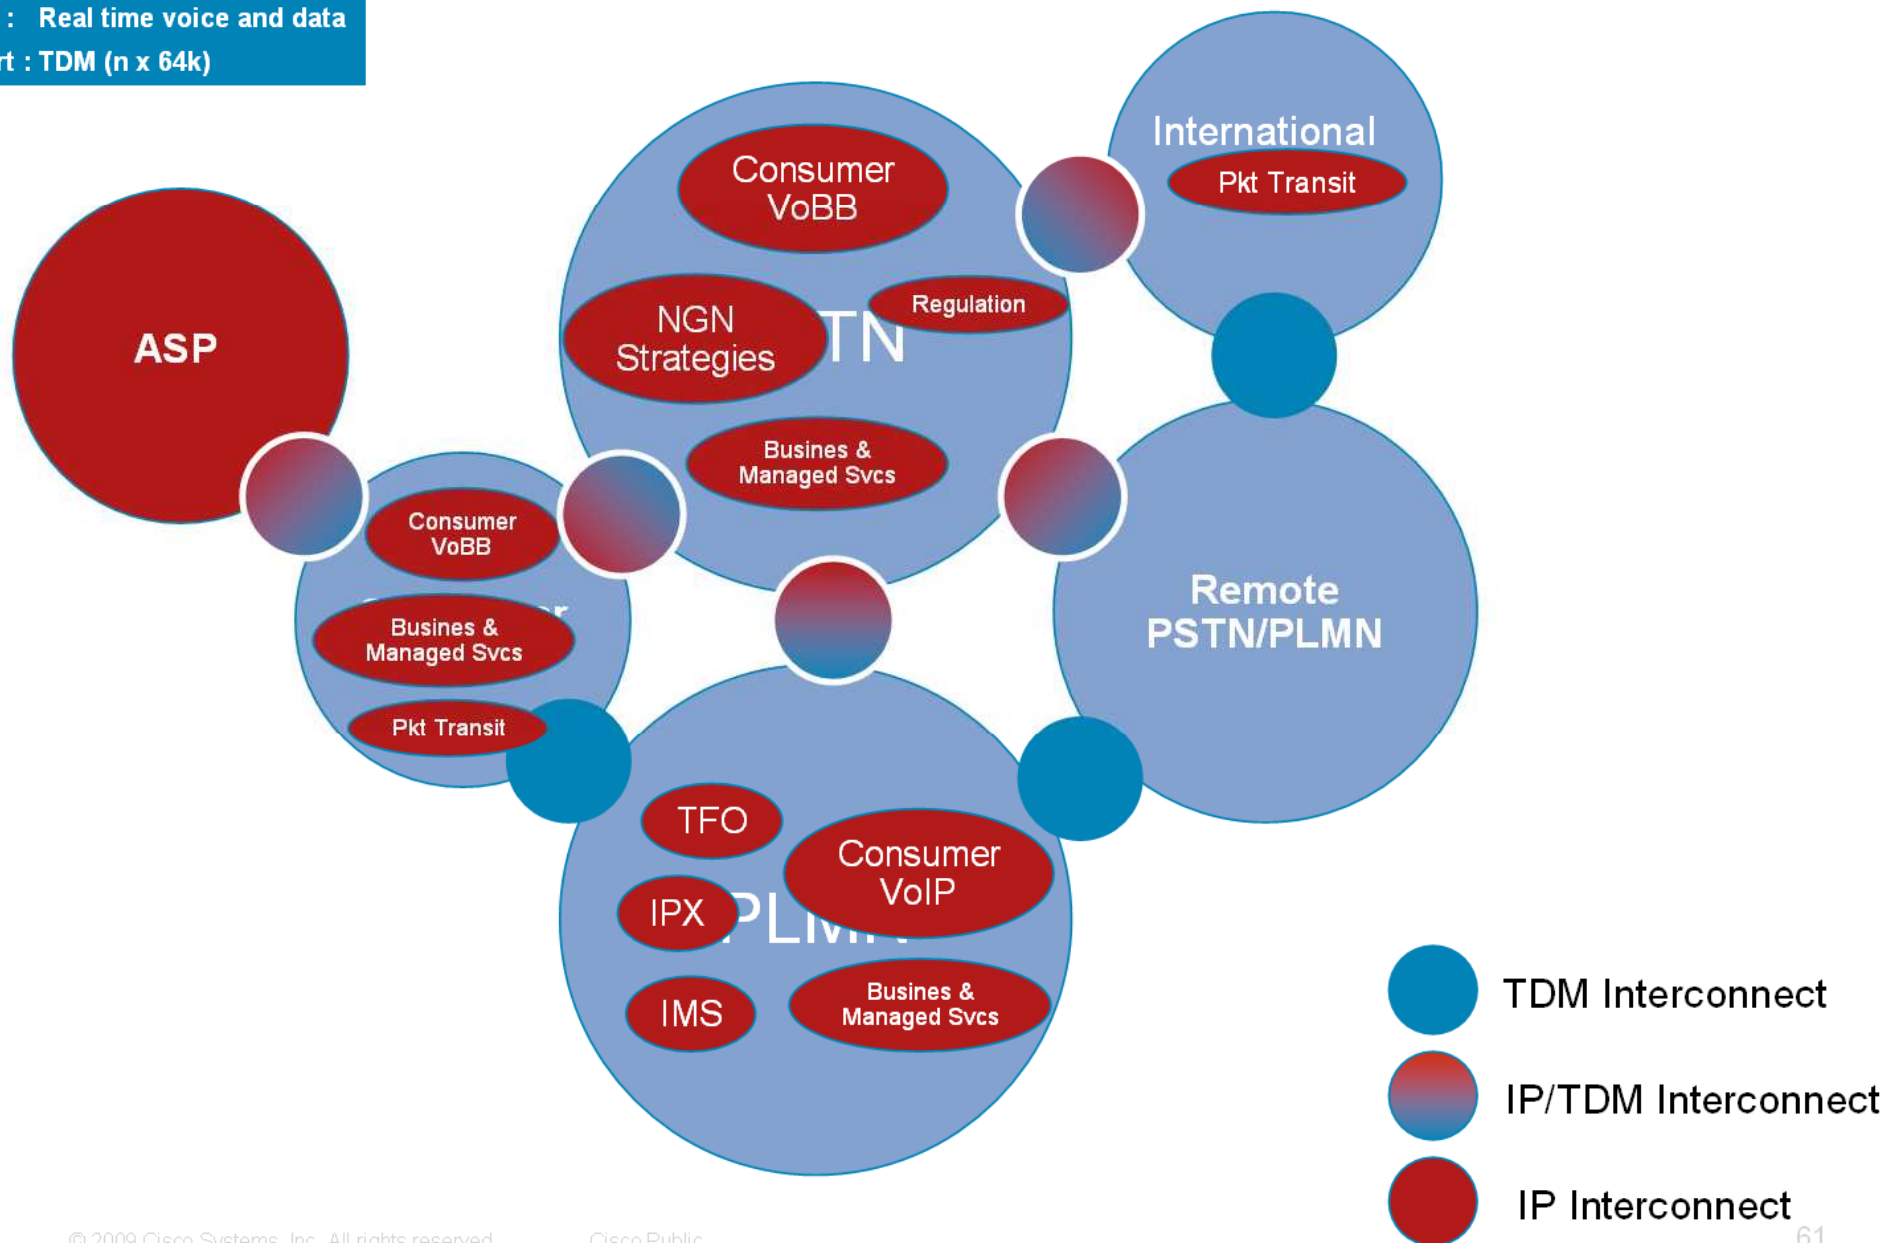 : Real time voice and data
rt : TDM (n x 64k)
International
Pkt Transit
Consumer
VoBB
ASP
NGN
Strategies
TN
Regulation
Busines &
Managed Svcs
Consumer
VoBB
Busines &
Managed Svcs
Pkt Transit
Remote
PSTN/PLMN
TFO
Consumer
VoIP
IPX
PLMN
IMS
Busines &
Managed Svcs
TDM Interconnect
IP/TDM Interconnect
IP Interconnect
© 2009 Cisco Systems, Inc. All rights reserved.
Cisco Public
61